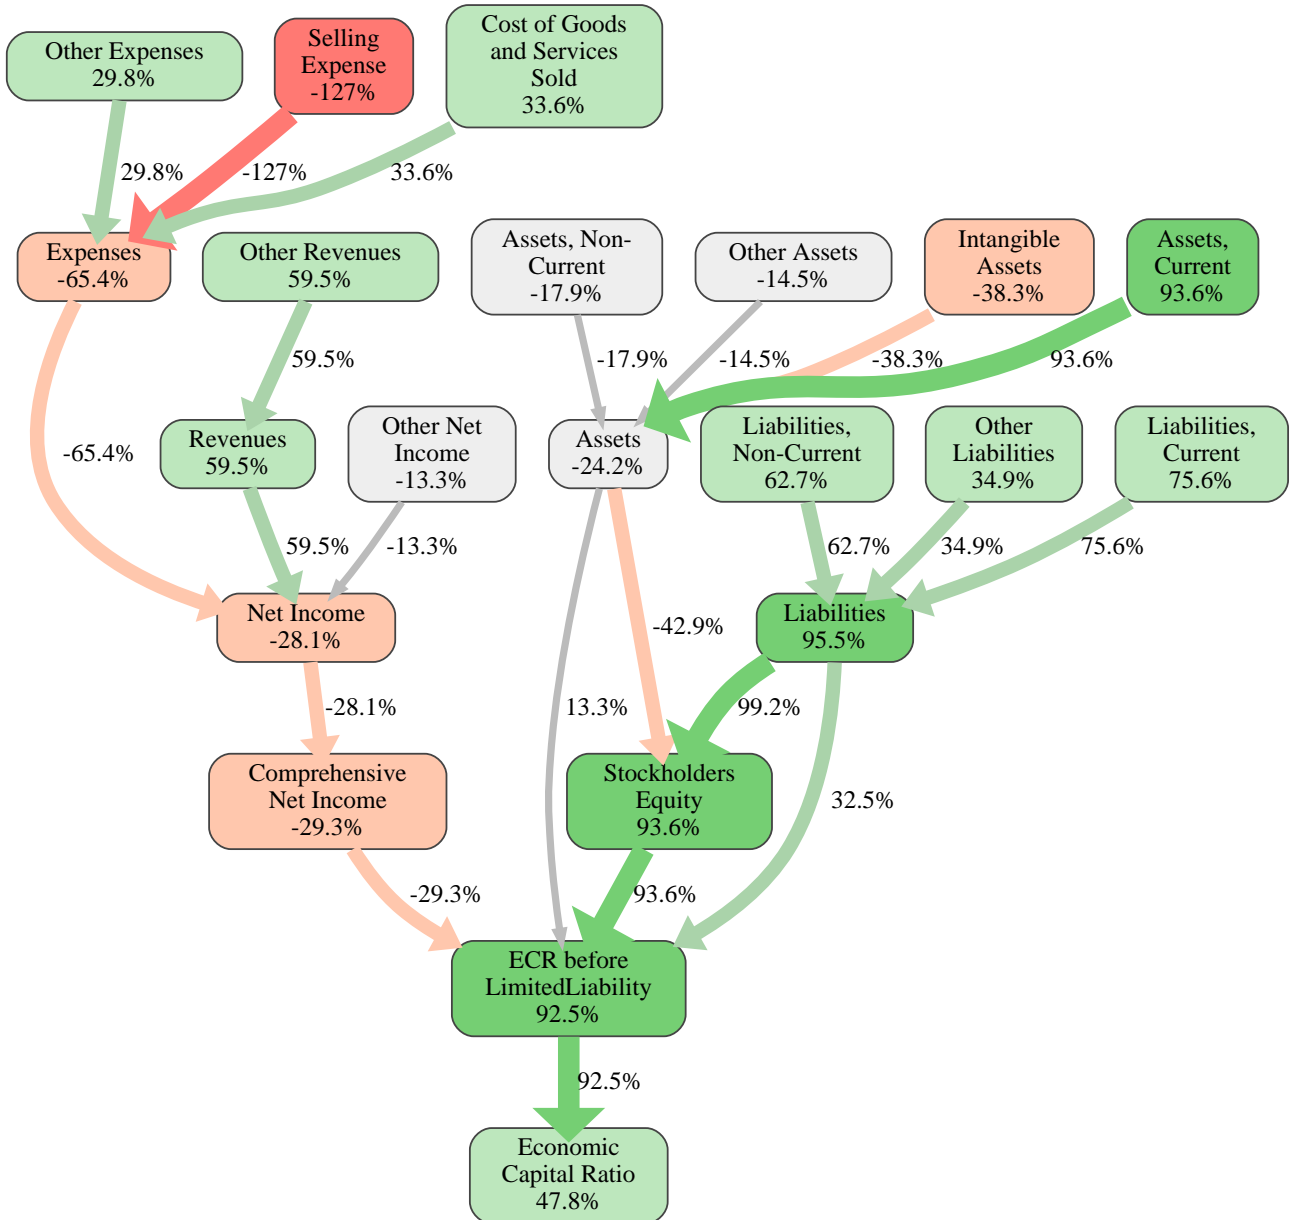 Other Expenses
29.8%
Selling
Expense
-127%
Cost of Goods
and Services
Sold
33.6%
29.8%
-127%
33.6%
Expenses
-65.4%
Other Revenues
59.5%
Assets, Non-
Current
-17.9%
Other Assets
-14.5%
Intangible
Assets
-38.3%
Assets,
Current
93.6%
59.5%
-17.9%
-14.5%
-38.3%
93.6%
-65.4%
Revenues
59.5%
Other Net
Income
-13.3%
Assets
-24.2%
Liabilities,
Non-Current
62.7%
Other
Liabilities
34.9%
Liabilities,
Current
75.6%
59.5%
-13.3%
62.7%
34.9%
75.6%
Net Income
-28.1%
-42.9%
Liabilities
95.5%
-28.1%
13.3%
99.2%
Comprehensive
Net Income
-29.3%
Stockholders
Equity
93.6%
32.5%
-29.3%
93.6%
ECR before
LimitedLiability
92.5%
92.5%
Economic
Capital Ratio
47.8%